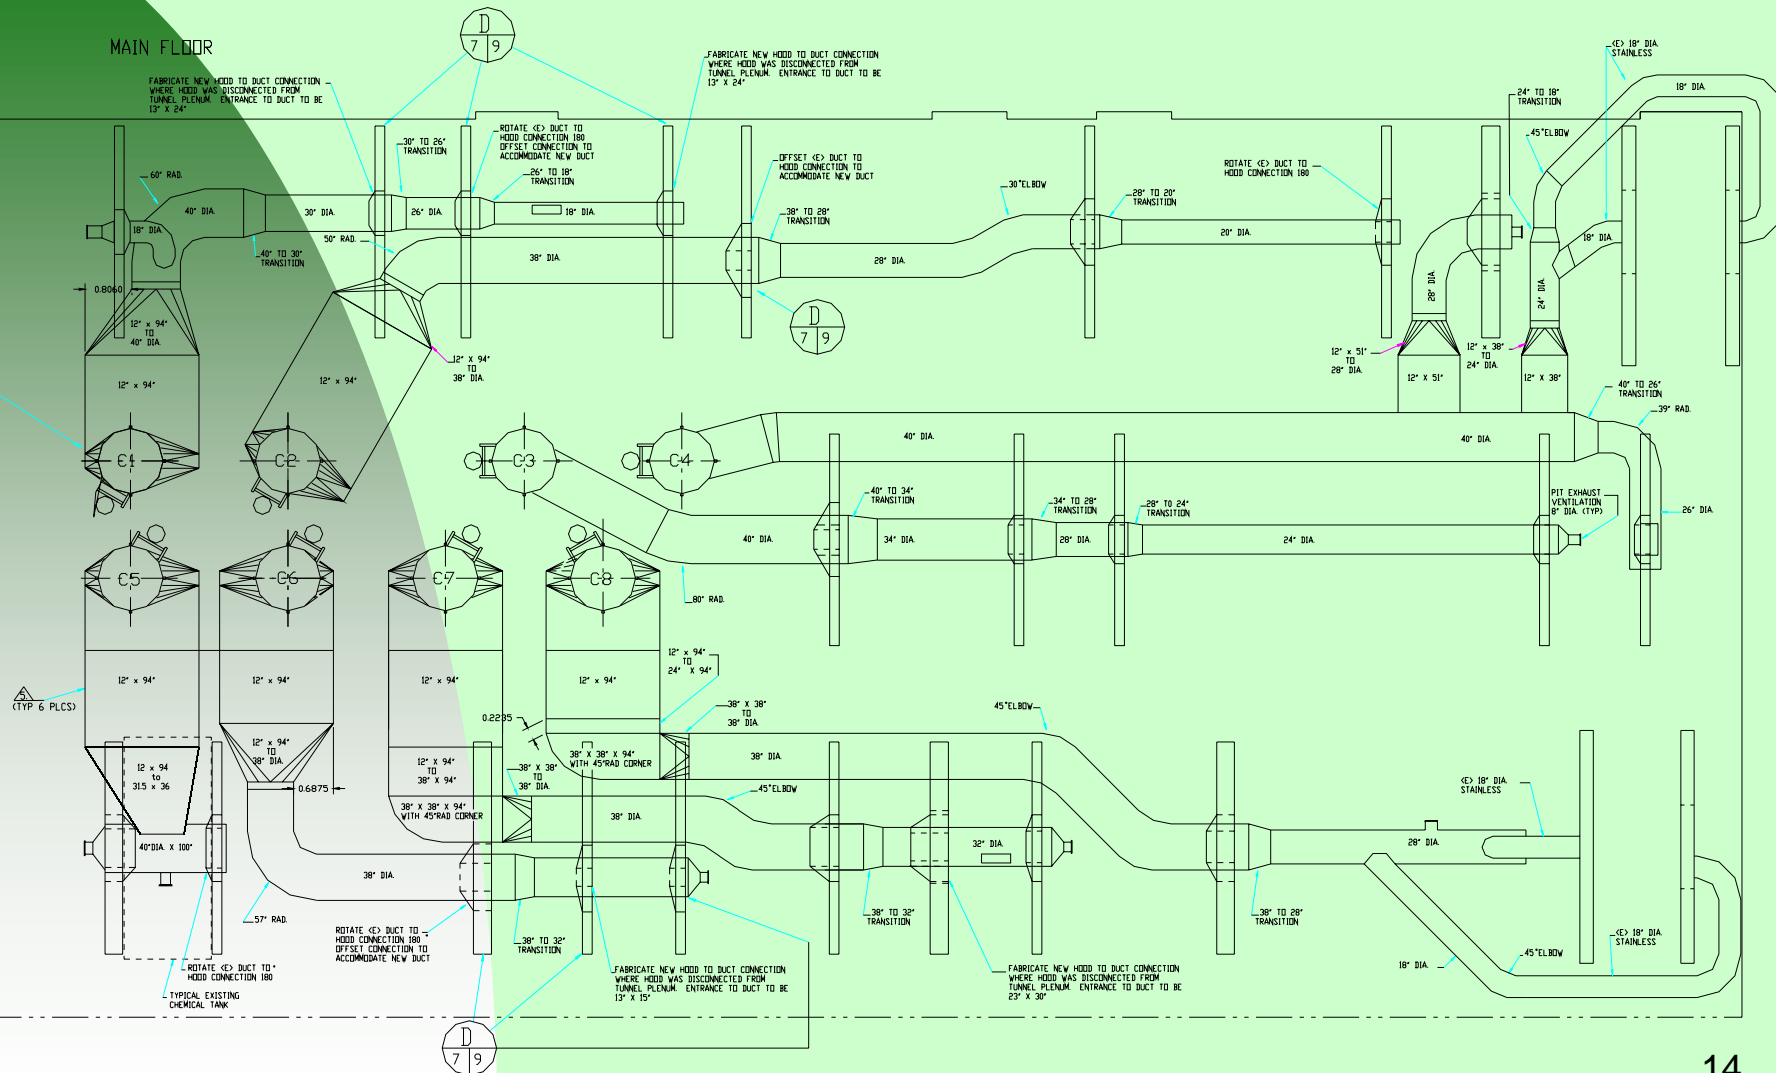 MAIN FLOOR
D
7 9
FABRICATE NEW HOOD TO DUCT CONNECTION
WHERE HOOD WAS DISCONNECTED FROM
TUNNEL PLENUM. ENTRANCE TO DUCT TO BE
13" X 24"
FABRICATE NEW HOOD TO DUCT CONNECTION
WHERE HOOD WAS DISCONNECTED FROM
TUNNEL PLENUM. ENTRANCE TO DUCT TO BE
13" X 24"
<E> 18" DIA.
STAINLESS
18" DIA.
24" TO 18"
TRANSITION
45°ELBOW
30" TO 26"
TRANSITION
ROTATE <E> DUCT TO
HOOD CONNECTION 180
OFFSET CONNECTION TO
ACCOMMODATE NEW DUCT
26" TO 18"
TRANSITION
OFFSET <E> DUCT TO
HOOD CONNECTION TO
ACCOMMODATE NEW DUCT
ROTATE <E> DUCT TO
HOOD CONNECTION 180
60" RAD.
40" DIA.
30" DIA.
26" DIA.
18" DIA.
18" DIA.
50" RAD.
40" TO 30"
TRANSITION
38" TO 28"
TRANSITION
30°ELBOW
28" TO 20"
TRANSITION
20" DIA.
18" DIA.
38" DIA.
28" DIA.
28" DIA.
24" DIA.
0.8060
D
7 9
12" x 94"
TO
40" DIA.
12" X 94"
TO
38" DIA.
12" x 51"
TO
28" DIA.
12" x 38"
TO
24" DIA.
12" x 94"
12" x 94"
12" X 51"
12" X 38"
40" TO 26"
TRANSITION
39" RAD.
40" DIA.
40" DIA.
C1
C2
C3
C4
40" TO 34"
TRANSITION
34" TO 28"
TRANSITION
28" TO 24"
TRANSITION
PIT EXHAUST
VENTILATION
8" DIA. (TYP)
26" DIA.
40" DIA.
34" DIA.
28" DIA.
24" DIA.
80" RAD.
C5
C6
C7
C8
12" x 94"
TO
24" X 94"
12" x 94"
12" x 94"
12" x 94"
12" x 94"
5.
(TYP 6 PLCS)
0.2235
38" X 38"
TO
38" DIA.
45°ELBOW
12" x 94"
TO
38" DIA.
12 x 94
to
31.5 x 36
12" X 94"
TO
38" X 94"
38" X 38" X 94"
WITH 45°RAD CORNER
38" DIA.
38" X 38"
TO
38" DIA.
0.6875
45°ELBOW
<E> 18" DIA.
STAINLESS
38" X 38" X 94"
WITH 45°RAD CORNER
38" DIA.
40"DIA. X 100"
32" DIA.
28" DIA.
38" DIA.
57" RAD.
38" TO 32"
TRANSITION
38" TO 28"
TRANSITION
ROTATE <E> DUCT TO
HOOD CONNECTION 180
OFFSET CONNECTION TO
ACCOMMODATE NEW DUCT
38" TO 32"
TRANSITION
<E> 18" DIA.
STAINLESS
45°ELBOW
18" DIA.
ROTATE <E> DUCT TO
HOOD CONNECTION 180
FABRICATE NEW HOOD TO DUCT CONNECTION
WHERE HOOD WAS DISCONNECTED FROM
TUNNEL PLENUM. ENTRANCE TO DUCT TO BE
13" X 15"
FABRICATE NEW HOOD TO DUCT CONNECTION
WHERE HOOD WAS DISCONNECTED FROM
TUNNEL PLENUM. ENTRANCE TO DUCT TO BE
23" X 30"
TYPICAL EXISTING
CHEMICAL TANK
D
7 9
14